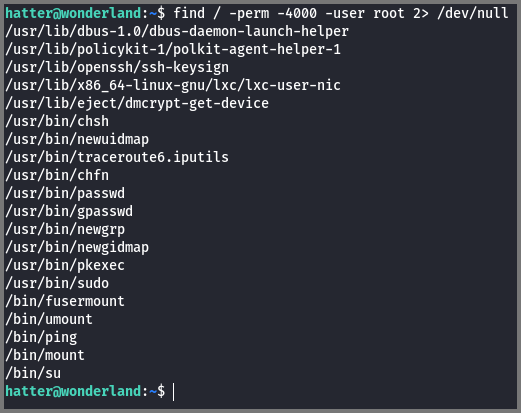 hatter@wonderland:~$ find / -perm -4000 -user root 2> /dev/null
/usr/lib/dbus-1.0/dbus-daemon-launch-helper
/usr/lib/policykit-1/polkit-agent-helper-1
/usr/lib/openssh/ssh-keysign
/usr/lib/x86_64-linux-gnu/lxc/lxc-user-nic
/usr/lib/eject/dmcrypt-get-device
/usr/bin/chsh
/usr/bin/newuidmap
/usr/bin/traceroute6.iputils
/usr/bin/chfn
/usr/bin/passwd
/usr/bin/gpasswd
/usr/bin/newgrp
/usr/bin/newgidmap
/usr/bin/pkexec
/usr/bin/sudo
/bin/fusermount
/bin/umount
/bin/ping
/bin/mount
/bin/su
hatter@wonderland:~$